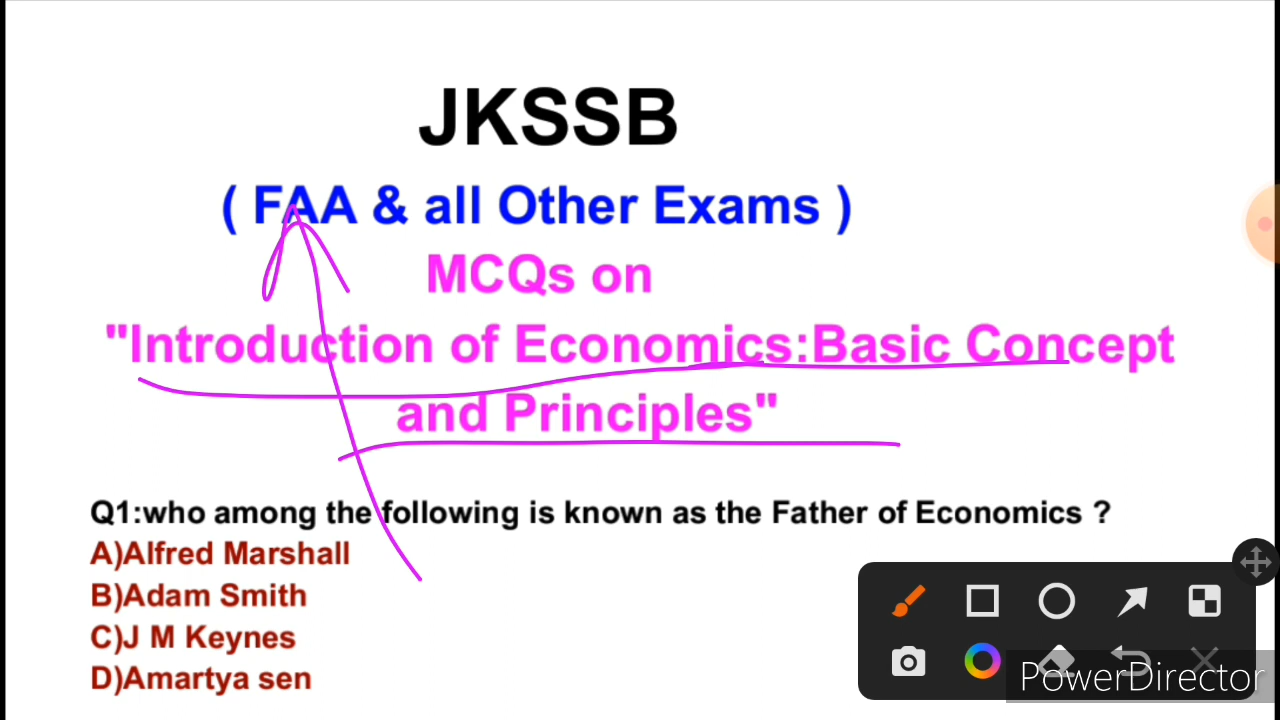 JKSSB
( FAA & all Other Exams )
MCQs on
"Introduction of Economics:Basic Concept
and Principles"
Q1:who among the following is known as the Father of Economics ?
A)Alfred Marshall
B)Adam Smith
C)J M Keynes
D)Amartya sen
PowerDirector